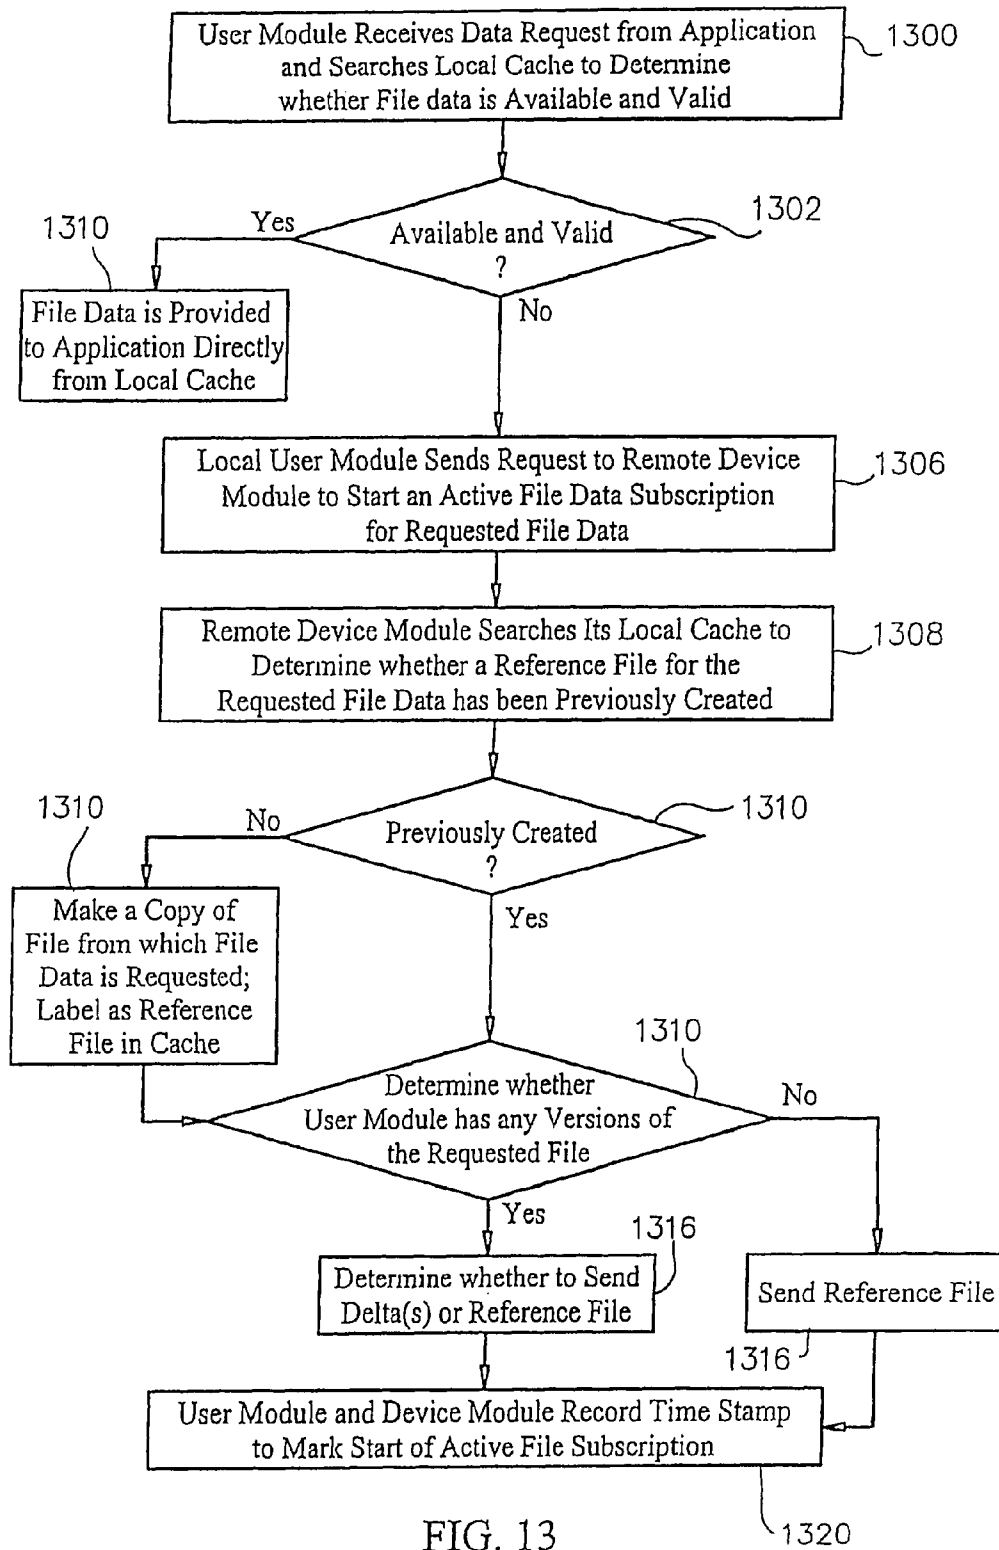 User Module Receives Data Request from Application
and Searches Local Cache to Determine
whether File data is Available and Valid
1300
Available and Valid
?
1302
Yes
1310
File Data is Provided
to Application Directly
from Local Cache
No
Local User Module Sends Request to Remote Device
Module to Start an Active File Data Subscription
for Requested File Data
1306
Remote Device Module Searches Its Local Cache to
Determine whether a Reference File for the
Requested File Data has been Previously Created
1308
Previously Created
?
1310
No
1310
Make a Copy of
File from which File
Data is Requested;
Label as Reference
File in Cache
Yes
Determine whether
User Module has any Versions of
the Requested File
1310
No
Yes
1316
Determine whether to Send
Delta(s) or Reference File
Send Reference File
1316
User Module and Device Module Record Time Stamp
to Mark Start of Active File Subscription
1320
FIG. 13